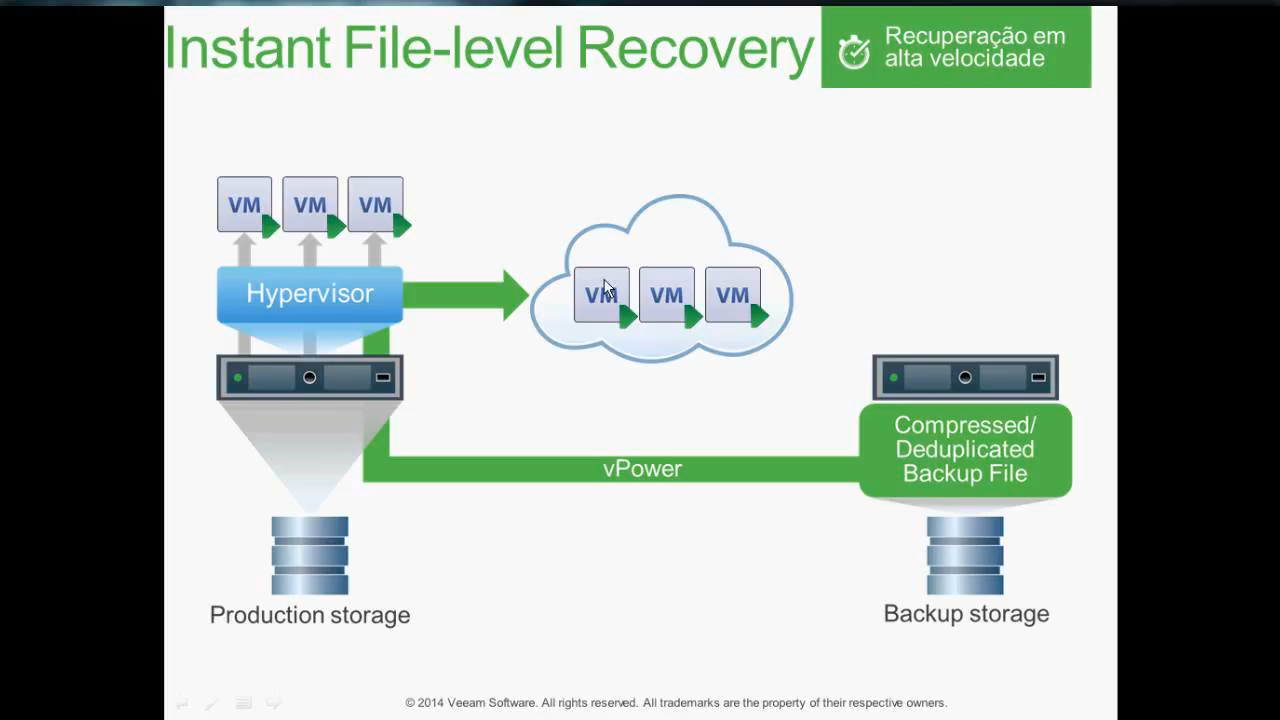 Instant File-level Recovery
Recuperação em
alta velocidade
VM VM VM
Hypervisor
VM VM VM
Compressed/
Deduplicated
Backup File
vPower
Production storage
Backup storage
© 2014 Veeam Software. All rights reserved. All trademarks are the property of their respective owners.